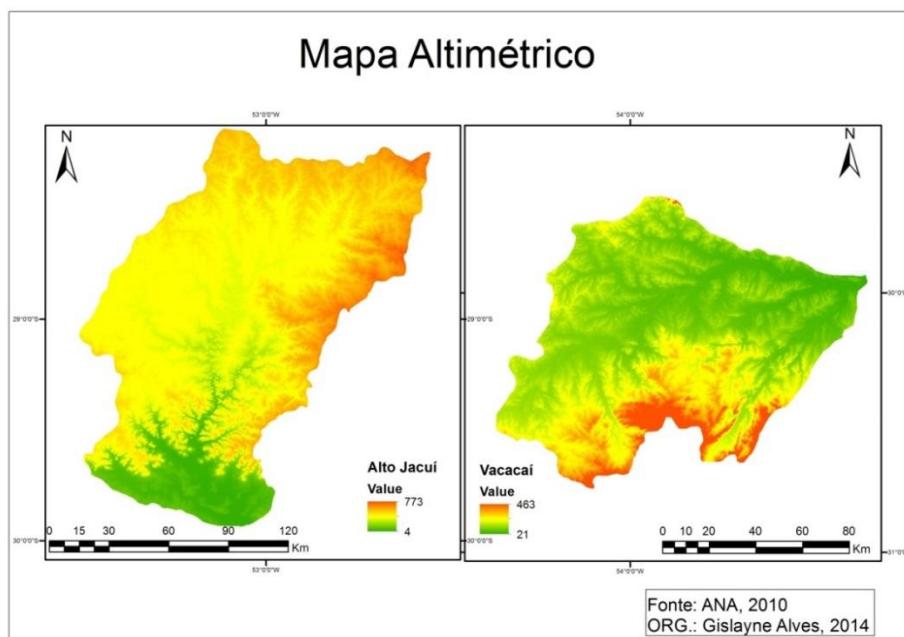 Mapa Altimétrico
53°0'0"W
N
29°0'0"S
30°0'0"S
Alto Jacuí
Value
773
4
0 15 30 60 90 120
Km
53°0'0"W
54°0'0"W
N
30°0'0"S
31°0'0"S
Vacacaí
Value
463
21
0 10 20 40 60 80
Km
54°0'0"W
Fonte: ANA, 2010
ORG.: Gislayne Alves, 2014